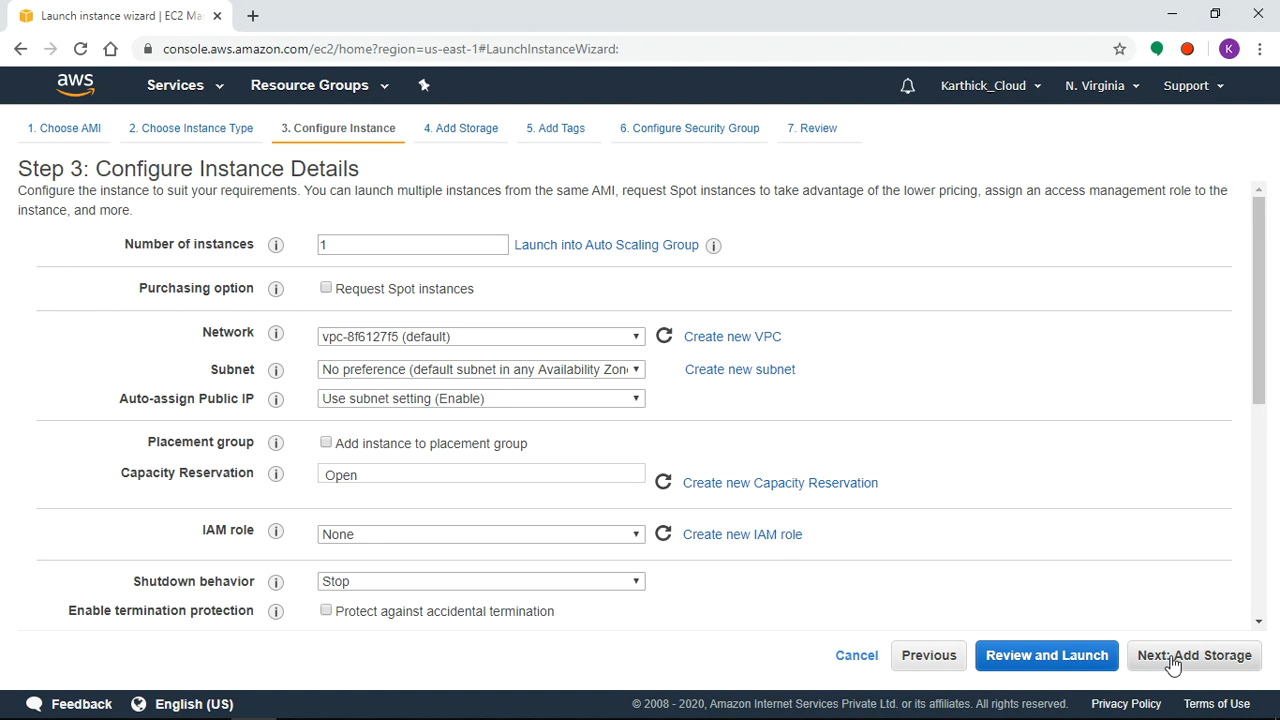 Launch instance wizard | EC2 Ma
console.aws.amazon.com/ec2/home?region=us-east-1#LaunchInstanceWizard:
K
aws Services Resource Groups Karthick_Cloud N. Virginia Support
1. Choose AMI 2. Choose Instance Type 3. Configure Instance 4. Add Storage 5. Add Tags 6. Configure Security Group 7. Review
Step 3: Configure Instance Details
Configure the instance to suit your requirements. You can launch multiple instances from the same AMI, request Spot instances to take advantage of the lower pricing, assign an access management role to the
instance, and more.
Number of instances i 1 Launch into Auto Scaling Group i
Purchasing option i Request Spot instances
Network i vpc-8f6127f5 (default) Create new VPC
Subnet i No preference (default subnet in any Availability Zon Create new subnet
Auto-assign Public IP i Use subnet setting (Enable)
Placement group i Add instance to placement group
Capacity Reservation i Open Create new Capacity Reservation
IAM role i None Create new IAM role
Shutdown behavior i Stop
Enable termination protection i Protect against accidental termination
Cancel Previous Review and Launch Next: Add Storage
Feedback English (US) © 2008 - 2020, Amazon Internet Services Private Ltd. or its affiliates. All rights reserved. Privacy Policy Terms of Use